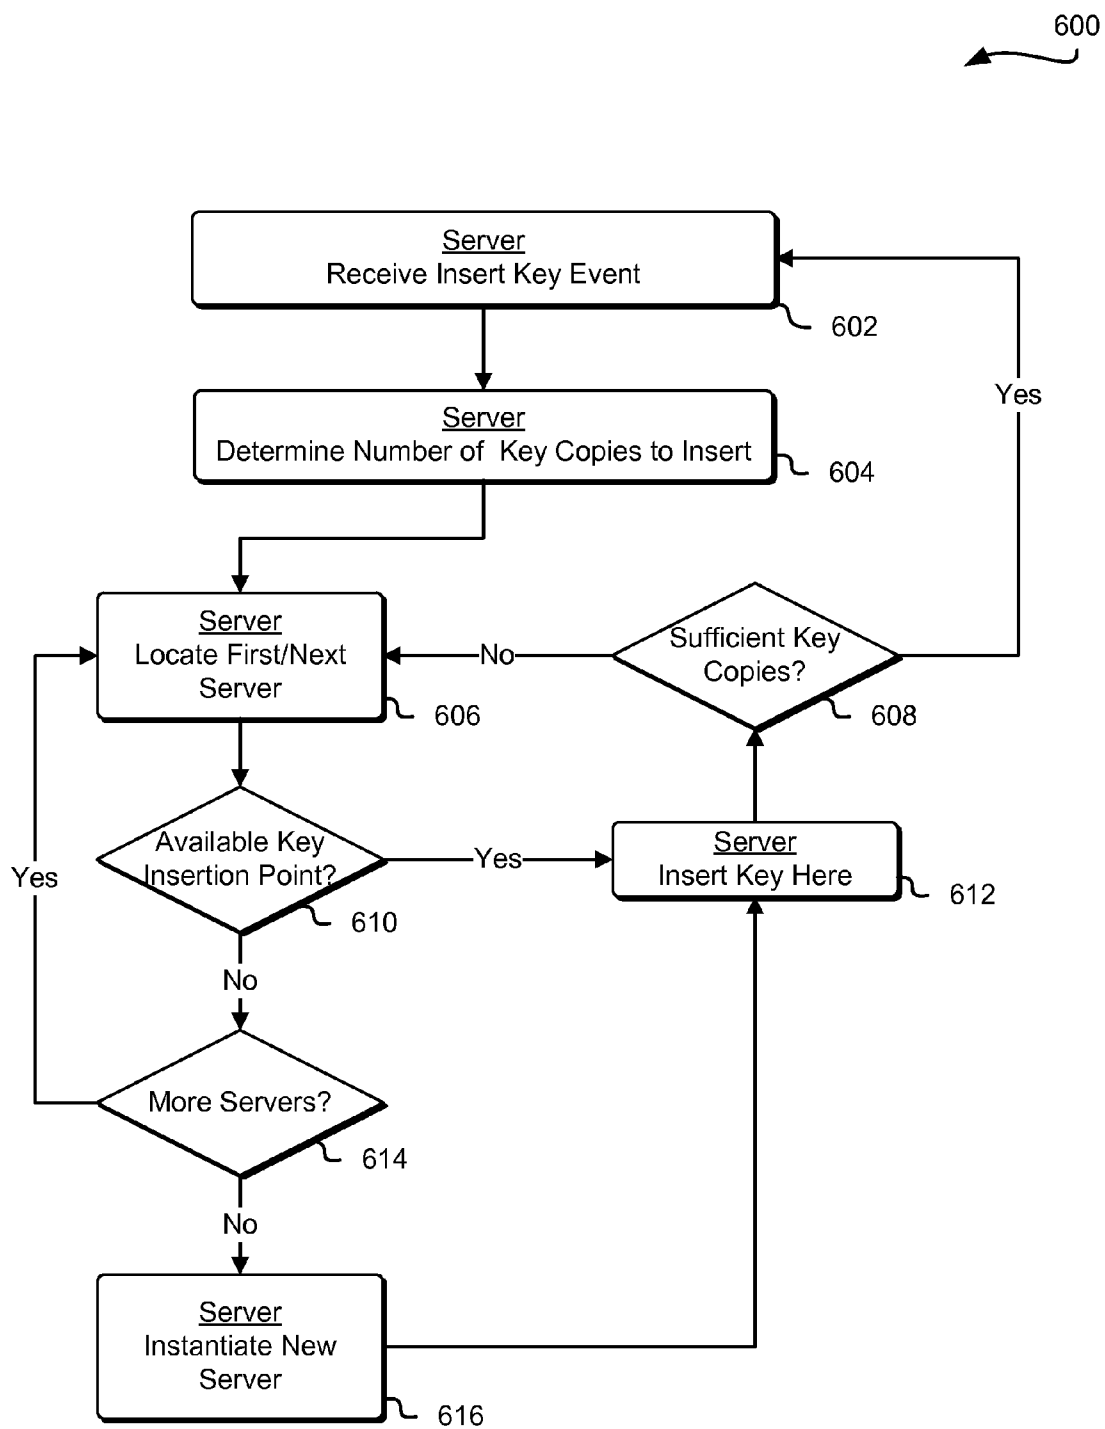 600
Server
Receive Insert Key Event
602
Yes
Server
Determine Number of Key Copies to Insert
604
Server
Locate First/Next
Server
606
No
Sufficient Key
Copies?
608
Available Key
Insertion Point?
610
Yes
Server
Insert Key Here
612
Yes
No
More Servers?
614
No
Server
Instantiate New
Server
616